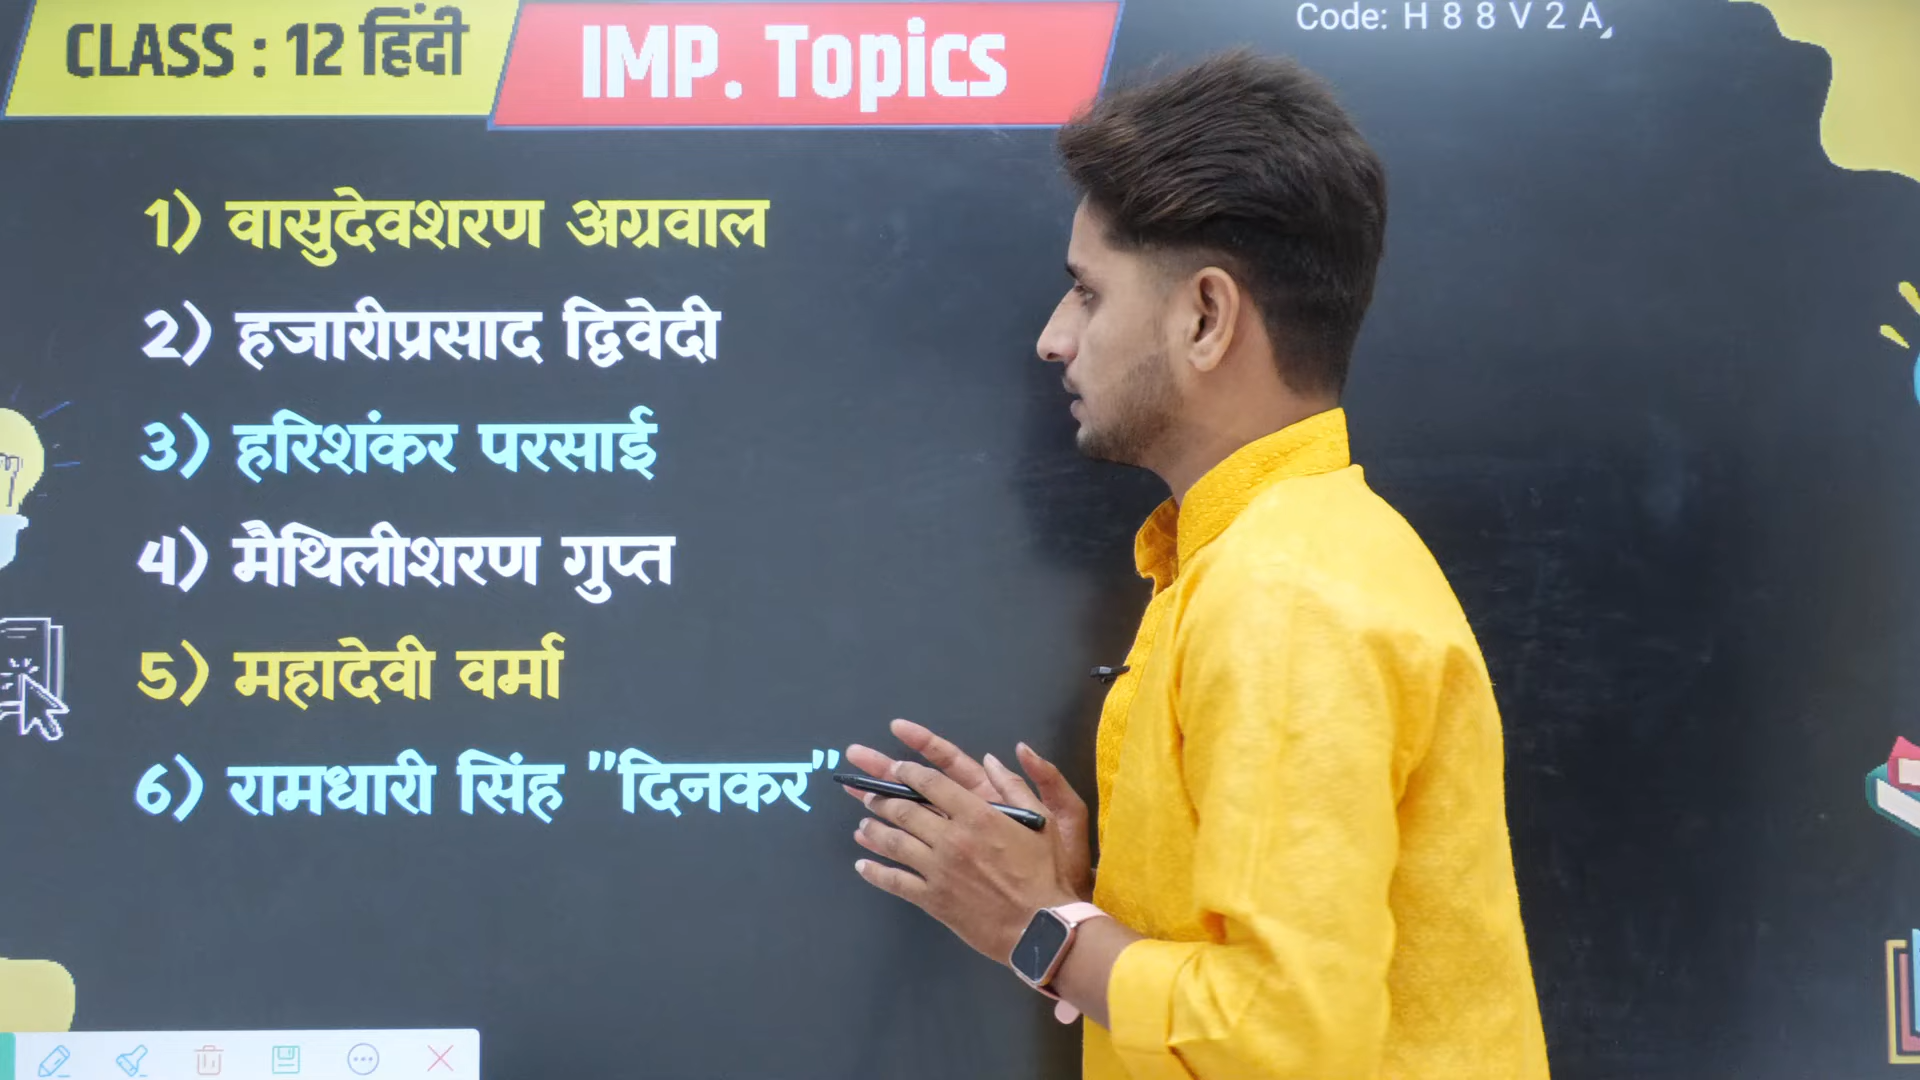 CLASS : 12 हिंदी
IMP. Topics
Code: H 8 8 V 2 A
1) वासुदेवशरण अग्रवाल
2) हजारीप्रसाद द्विवेदी
3) हरिशंकर परसाई
4) मैथिलीशरण गुप्त
5) महादेवी वर्मा
6) रामधारी सिंह "दिनकर"